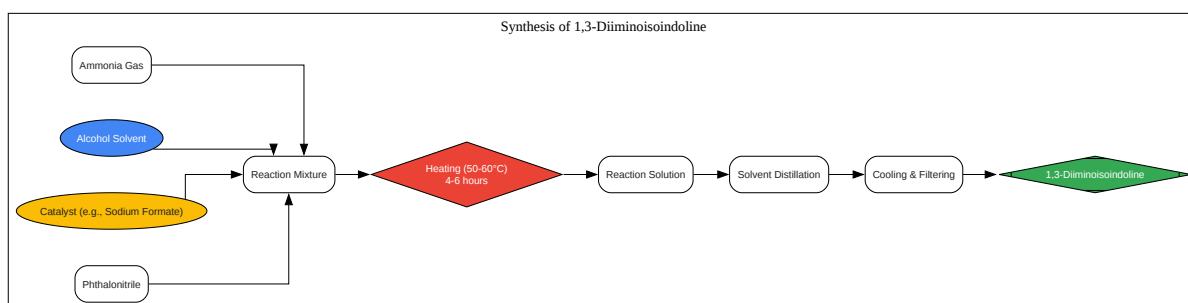 Synthesis of 1,3-Diiminoisoindoline
Ammonia Gas
Alcohol Solvent
Reaction Mixture
Heating (50-60°C)
4-6 hours
Reaction Solution
Solvent Distillation
Cooling & Filtering
1,3-Diiminoisoindoline
Catalyst (e.g., Sodium Formate)
Phthalonitrile